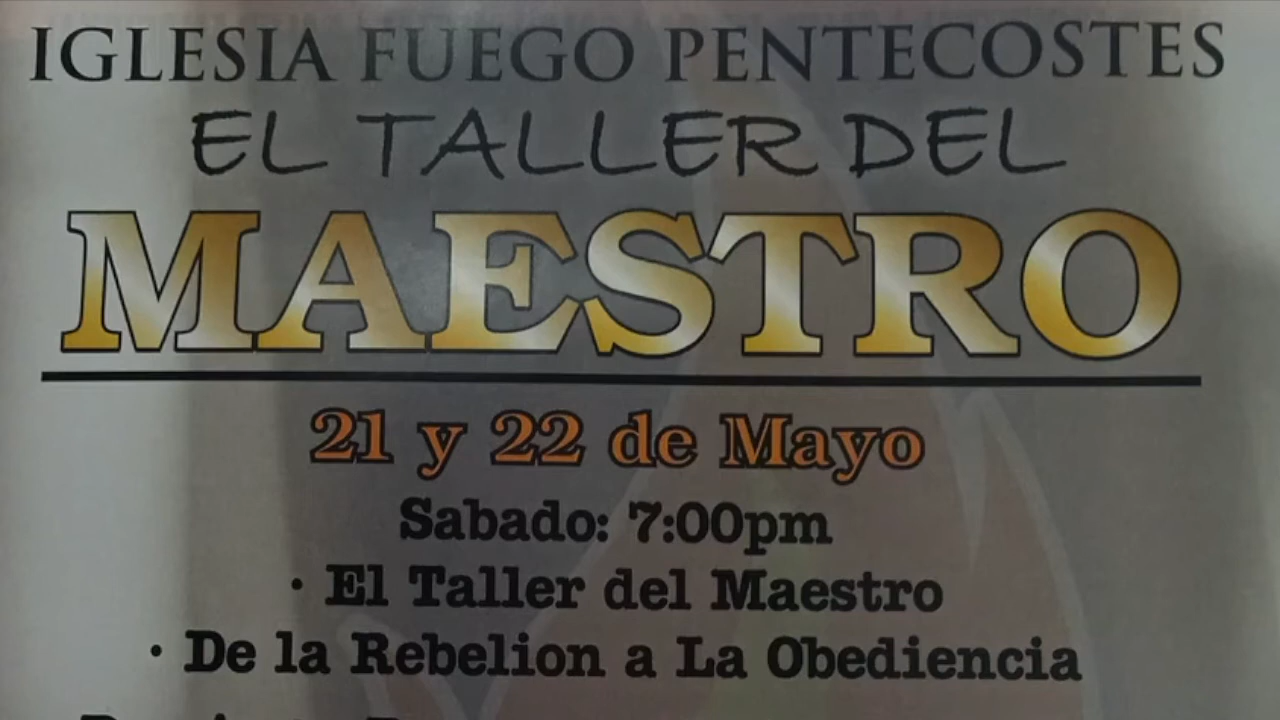 IGLESIA FUEGO PENTECOSTES
EL TALLER DEL
MAESTRO
21 y 22 de Mayo
Sabado: 7:00pm
· El Taller del Maestro
· De la Rebelion a La Obediencia